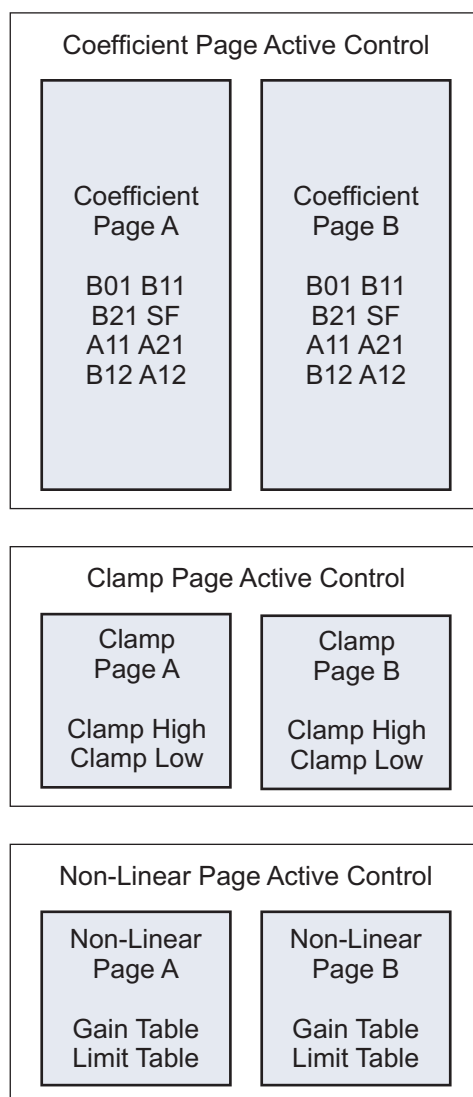 Coefficient Page Active Control
Coefficient
Page A
B01 B11
B21 SF
A11 A21
B12 A12
Coefficient
Page B
B01 B11
B21 SF
A11 A21
B12 A12
Clamp Page Active Control
Clamp
Page A
Clamp High
Clamp Low
Clamp
Page B
Clamp High
Clamp Low
Non-Linear Page Active Control
Non-Linear
Page A
Gain Table
Limit Table
Non-Linear
Page B
Gain Table
Limit Table